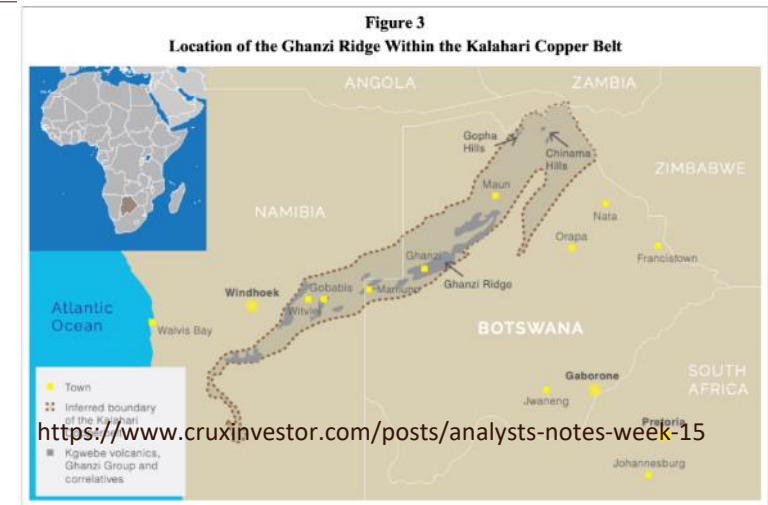 Figure 3
Location of the Ghanzi Ridge Within the Kalahari Copper Belt
ANGOLA
ZAMBIA
Gopha
Hills
Chinama
Hills
ZIMBABWE
Maun
NAMIBIA
Nata
Orapa
Ghanzi
Francistown
Ghanzi Ridge
Windhoek
Gobabis
Mamuno
Witvlei
Atlantic
Ocean
Walvis Bay
BOTSWANA
Gaborone
SOUTH
AFRICA
Jwaneng
Town
Inferred boundary
of the Kalahari
https://www.cruxinvestor.com/posts/analysts-notes-week-15
Pretoria
Kgwebe volcanics,
Ghanzi Group and
correlatives
Johannesburg